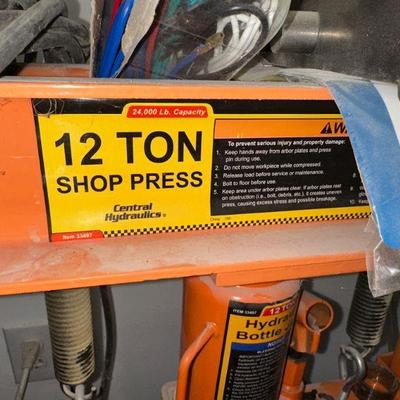 24,000 Lb. Capacity
12 TON
SHOP PRESS
Central
Hydraulics®
Item 33497
To prevent serious injury and property damage:
1. Keep hands away from arbor plates and press
pin during use.
2. Do not move workpiece while compressed.
3. Release load before service or maintenance.
4. Bolt to floor before use.
5. Keep area under arbor plates clear. If arbor plates rest
on obstruction (i.e., bolt, debris, etc.), it creates uneven
press, causing excess stress and possible breakage.
10.
ITEM 33497
12 TON
Hydrau
Bottle